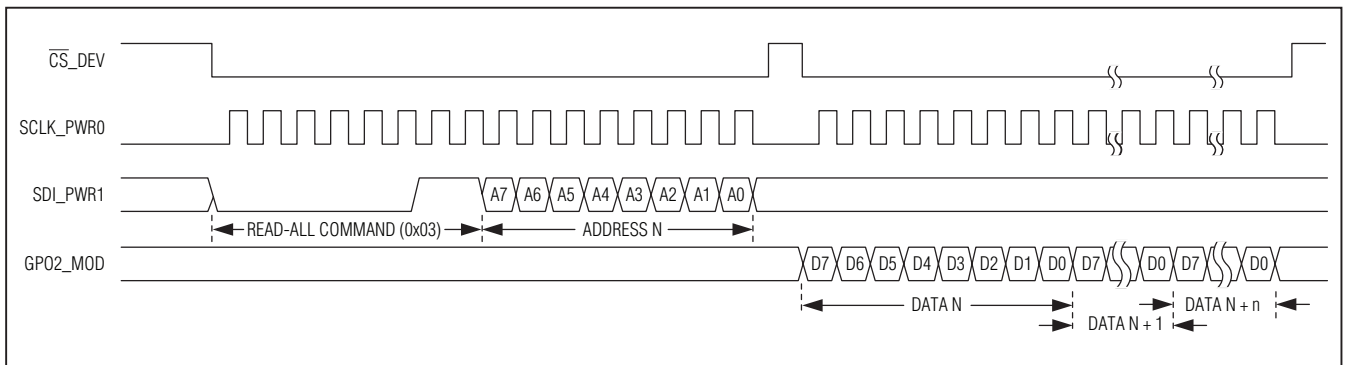 C̅S̅_DEV
SCLK_PWR0
SDI_PWR1
A7 A6 A5 A4 A3 A2 A1 A0
READ-ALL COMMAND (0x03) ADDRESS N
GPO2_MOD
D7 D6 D5 D4 D3 D2 D1 D0 D7 D0 D7 D0
DATA N DATA N + n
DATA N + 1